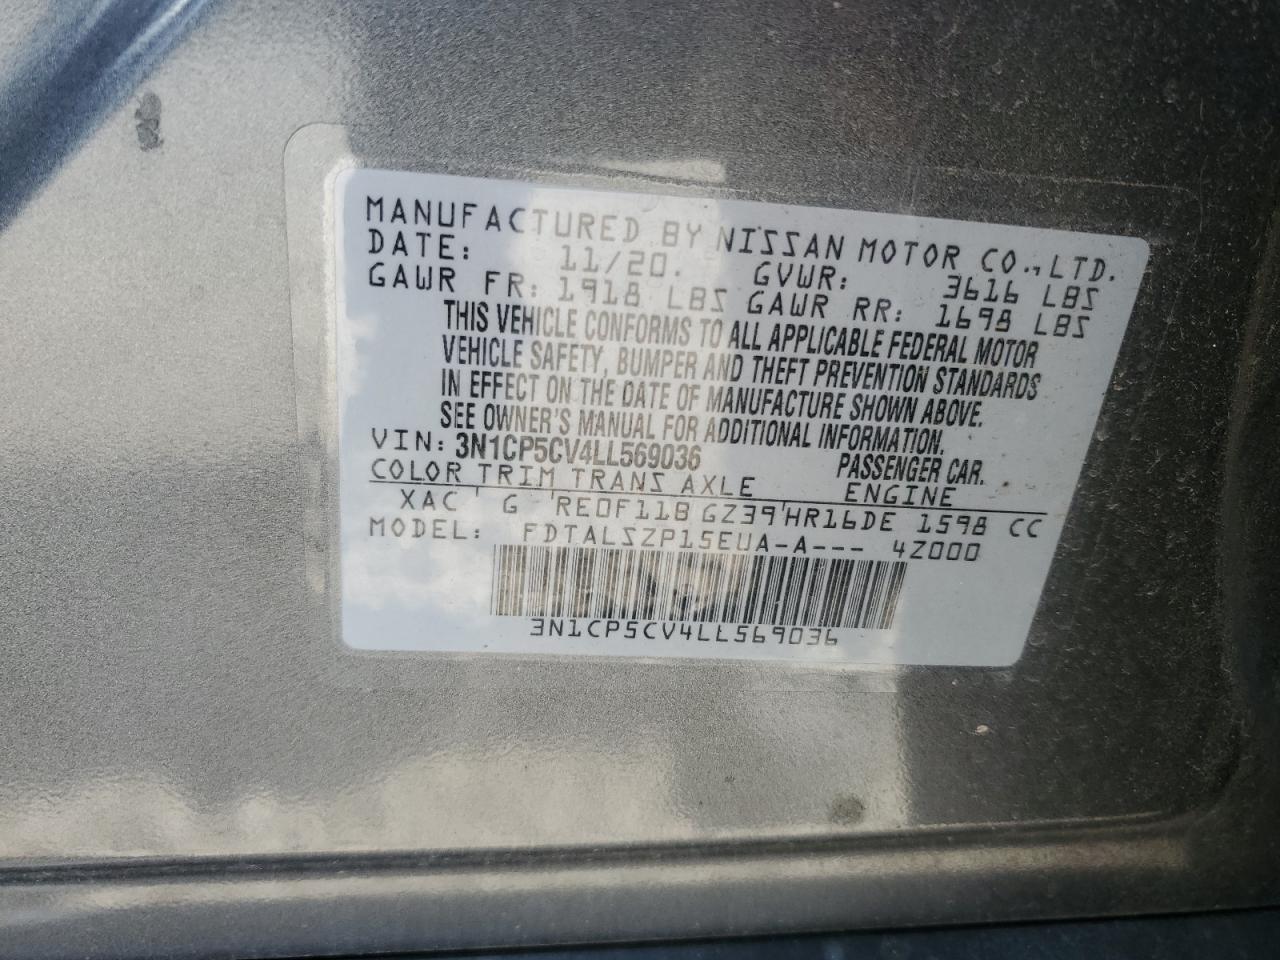 MANUFACTURED BY NISSAN MOTOR CO., LTD.
DATE: 11/20. GVWR: 3616 LBS
GAWR FR: 1918 LBS GAWR RR: 1698 LBS
THIS VEHICLE CONFORMS TO ALL APPLICABLE FEDERAL MOTOR
VEHICLE SAFETY, BUMPER AND THEFT PREVENTION STANDARDS
IN EFFECT ON THE DATE OF MANUFACTURE SHOWN ABOVE.
SEE OWNER'S MANUAL FOR ADDITIONAL INFORMATION.
VIN: 3N1CP5CV4LL569036 PASSENGER CAR.
COLOR TRIM TRANS AXLE ENGINE
XAC G RE0F11B GZ39 HR16DE 1598 CC
MODEL: FDTALSZP15EUA-A--- 4Z000
3N1CP5CV4LL569036